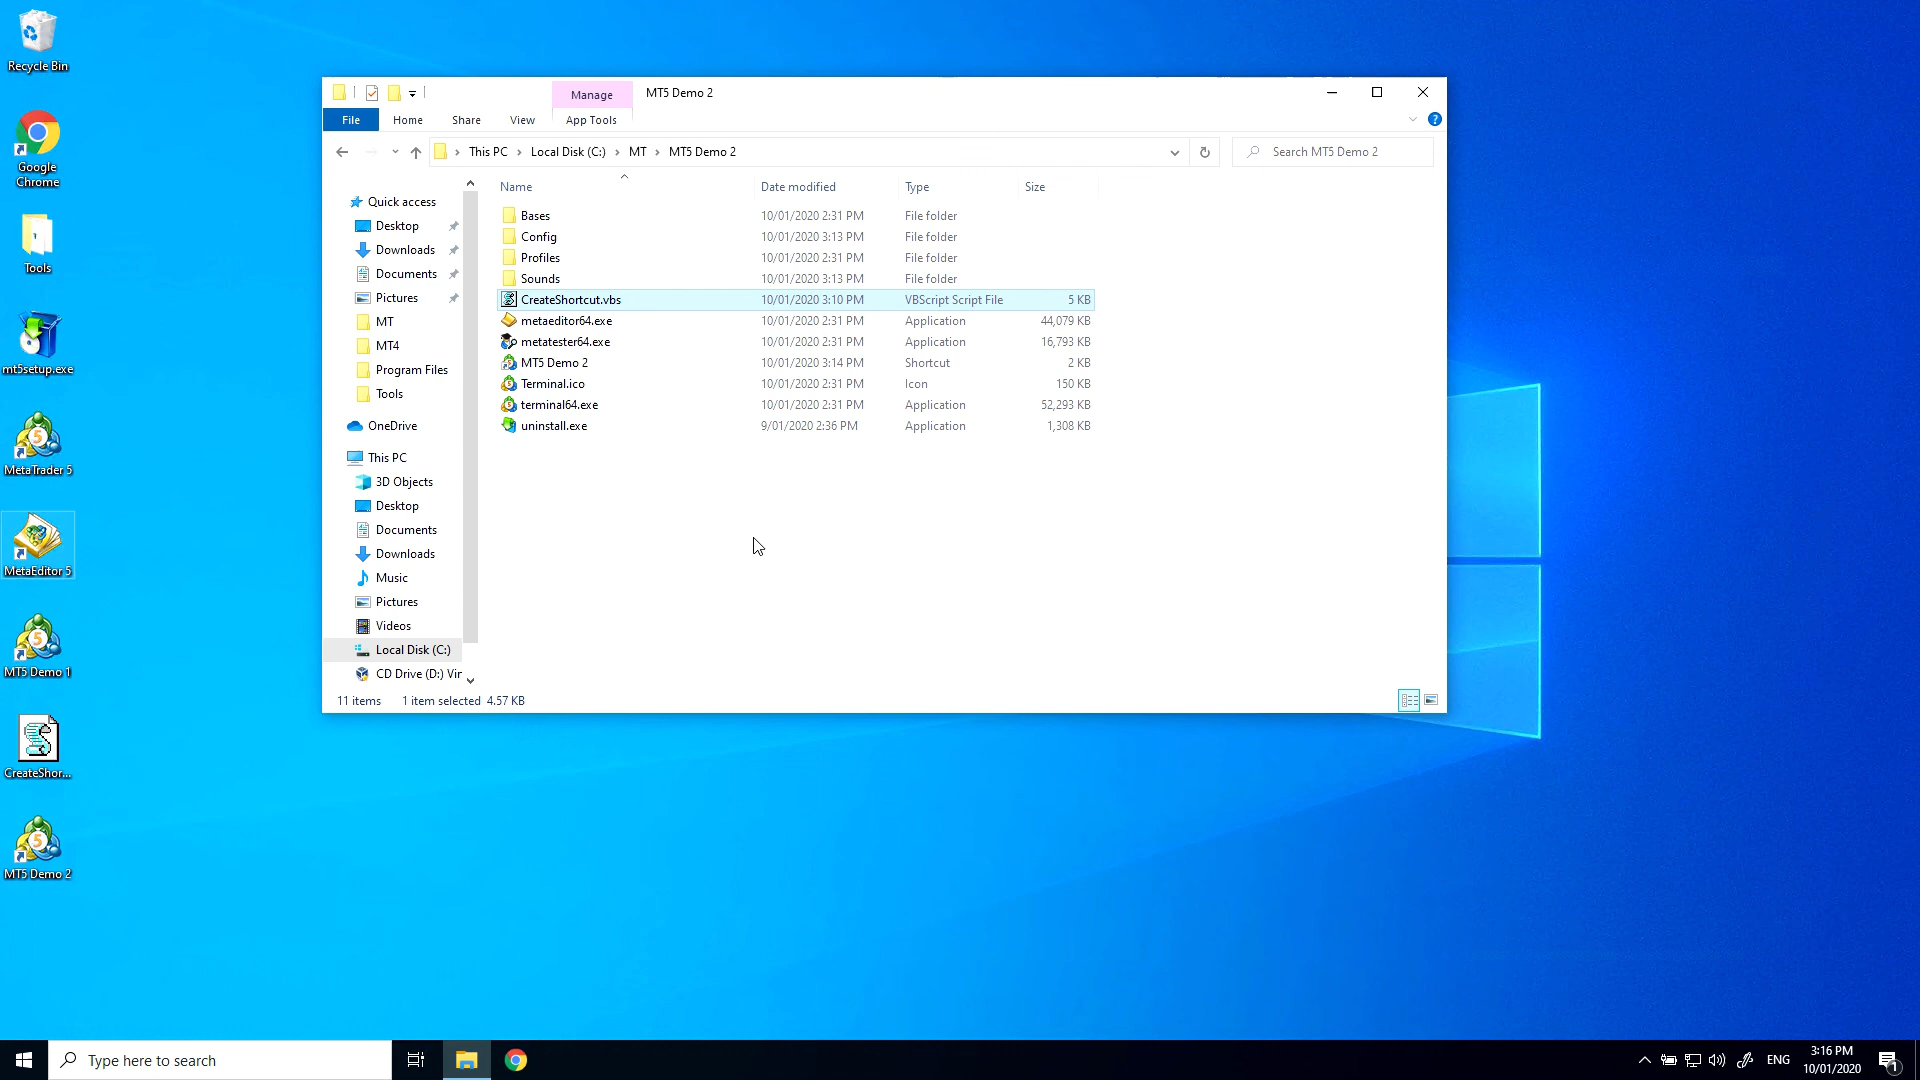 Recycle Bin
Google
Chrome
Tools
mt5setup.exe
MetaTrader 5
MetaEditor 5
MT5 Demo 1
CreateShor...
MT5 Demo 2
Manage
MT5 Demo 2
File
Home
Share
View
App Tools
This PC > Local Disk (C:) > MT > MT5 Demo 2
Search MT5 Demo 2
Name
Date modified
Type
Size
Quick access
Desktop
Downloads
Documents
Pictures
MT
MT4
Program Files
Tools
OneDrive
This PC
3D Objects
Desktop
Documents
Downloads
Music
Pictures
Videos
Local Disk (C:)
CD Drive (D:) Vir
Bases 10/01/2020 2:31 PM File folder
Config 10/01/2020 3:13 PM File folder
Profiles 10/01/2020 2:31 PM File folder
Sounds 10/01/2020 3:13 PM File folder
CreateShortcut.vbs 10/01/2020 3:10 PM VBScript Script File 5 KB
metaeditor64.exe 10/01/2020 2:31 PM Application 44,079 KB
metatester64.exe 10/01/2020 2:31 PM Application 16,793 KB
MT5 Demo 2 10/01/2020 3:14 PM Shortcut 2 KB
Terminal.ico 10/01/2020 2:31 PM Icon 150 KB
terminal64.exe 10/01/2020 2:31 PM Application 52,293 KB
uninstall.exe 9/01/2020 2:36 PM Application 1,308 KB
11 items 1 item selected 4.57 KB
Type here to search
ENG
3:16 PM
10/01/2020
1